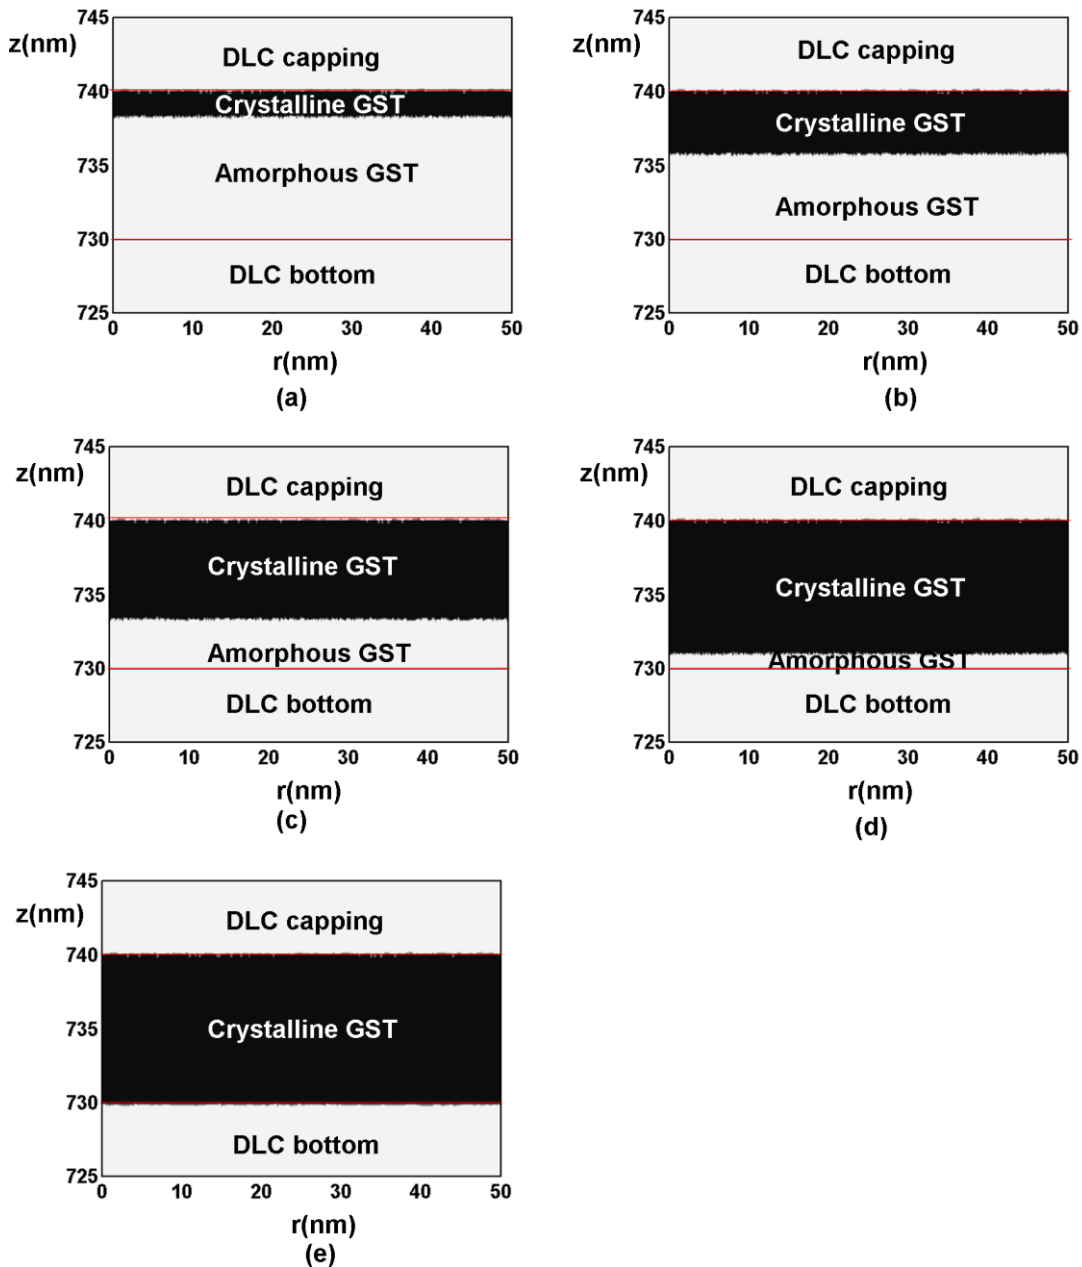 745
z(nm)
DLC capping
740
Crystalline GST
735
Amorphous GST
730
DLC bottom
725
0 10 20 30 40 50
r(nm)
(a)
745
z(nm)
DLC capping
740
Crystalline GST
735
Amorphous GST
730
DLC bottom
725
0 10 20 30 40 50
r(nm)
(b)
745
z(nm)
DLC capping
740
Crystalline GST
735
Amorphous GST
730
DLC bottom
725
0 10 20 30 40 50
r(nm)
(c)
745
z(nm)
DLC capping
740
Crystalline GST
735
Amorphous GST
730
DLC bottom
725
0 10 20 30 40 50
r(nm)
(d)
745
z(nm)
DLC capping
740
Crystalline GST
735
730
DLC bottom
725
0 10 20 30 40 50
r(nm)
(e)